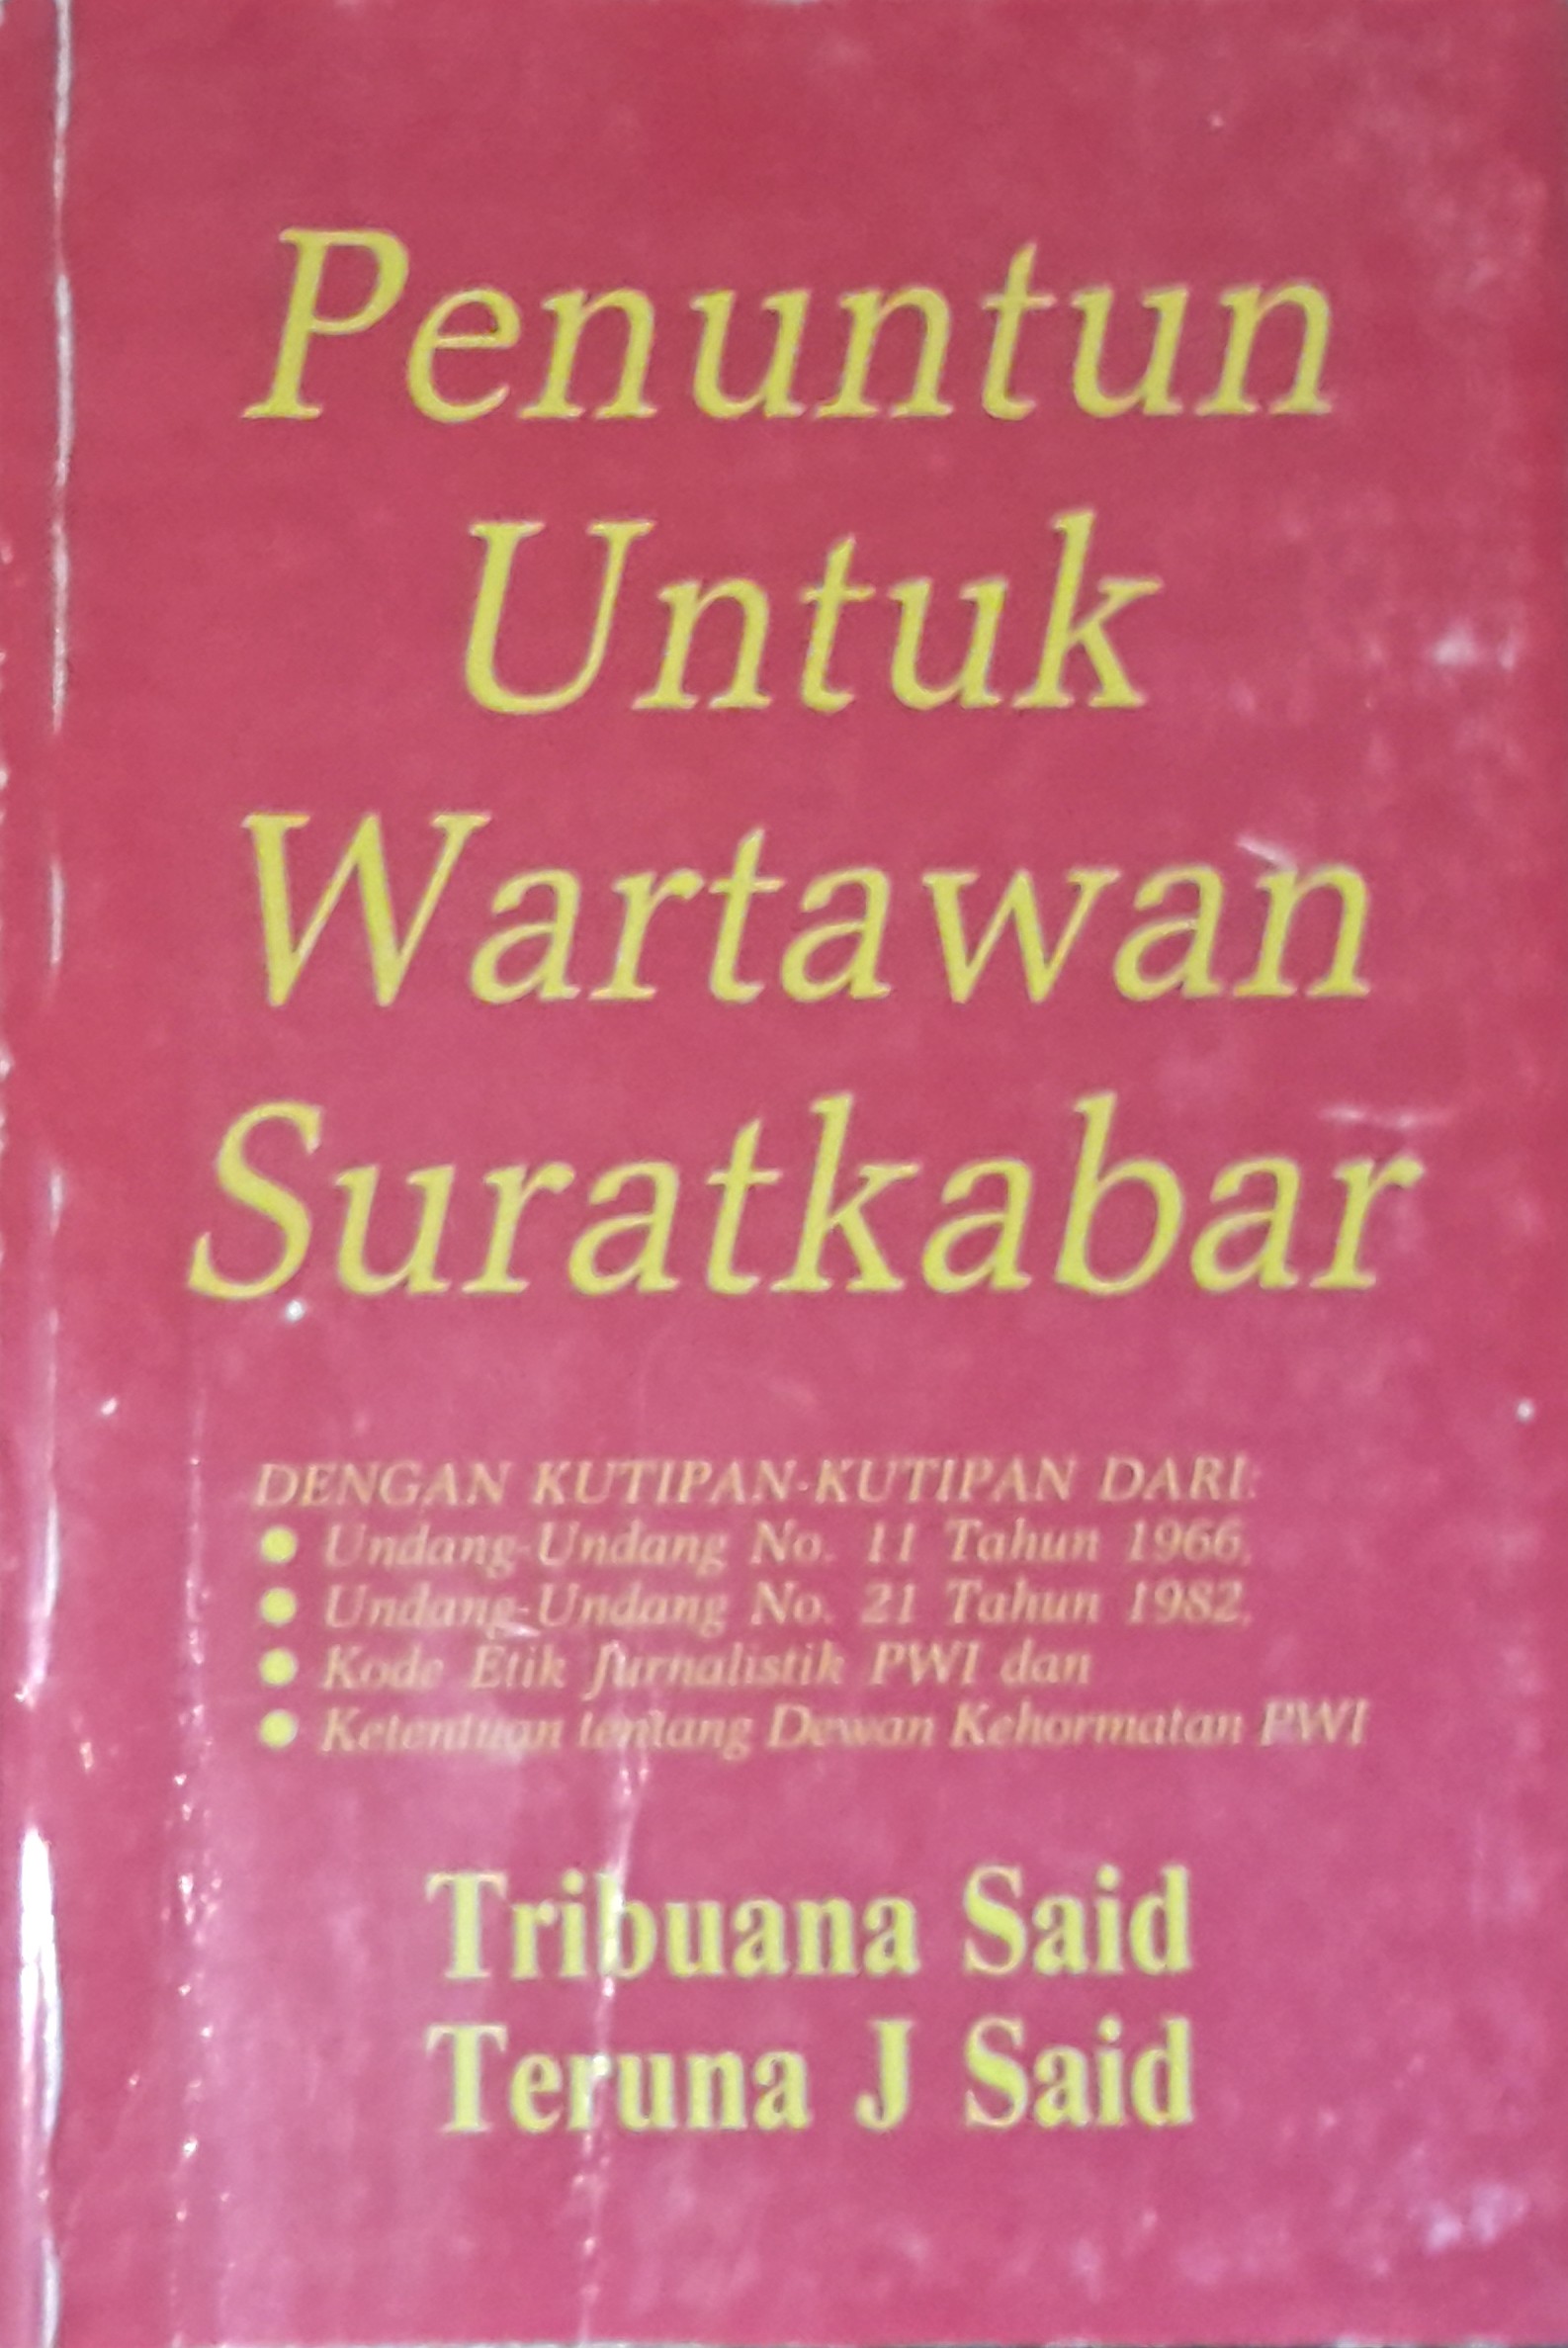 Penuntun
Untuk
Wartawan
Suratkabar
DENGAN KUTIPAN-KUTIPAN DARI:
● Undang-Undang No. 11 Tahun 1966,
● Undang-Undang No. 21 Tahun 1982,
● Kode Etik Jurnalistik PWI dan
● Ketentuan tentang Dewan Kehormatan PWI
Tribuana Said
Teruna J Said